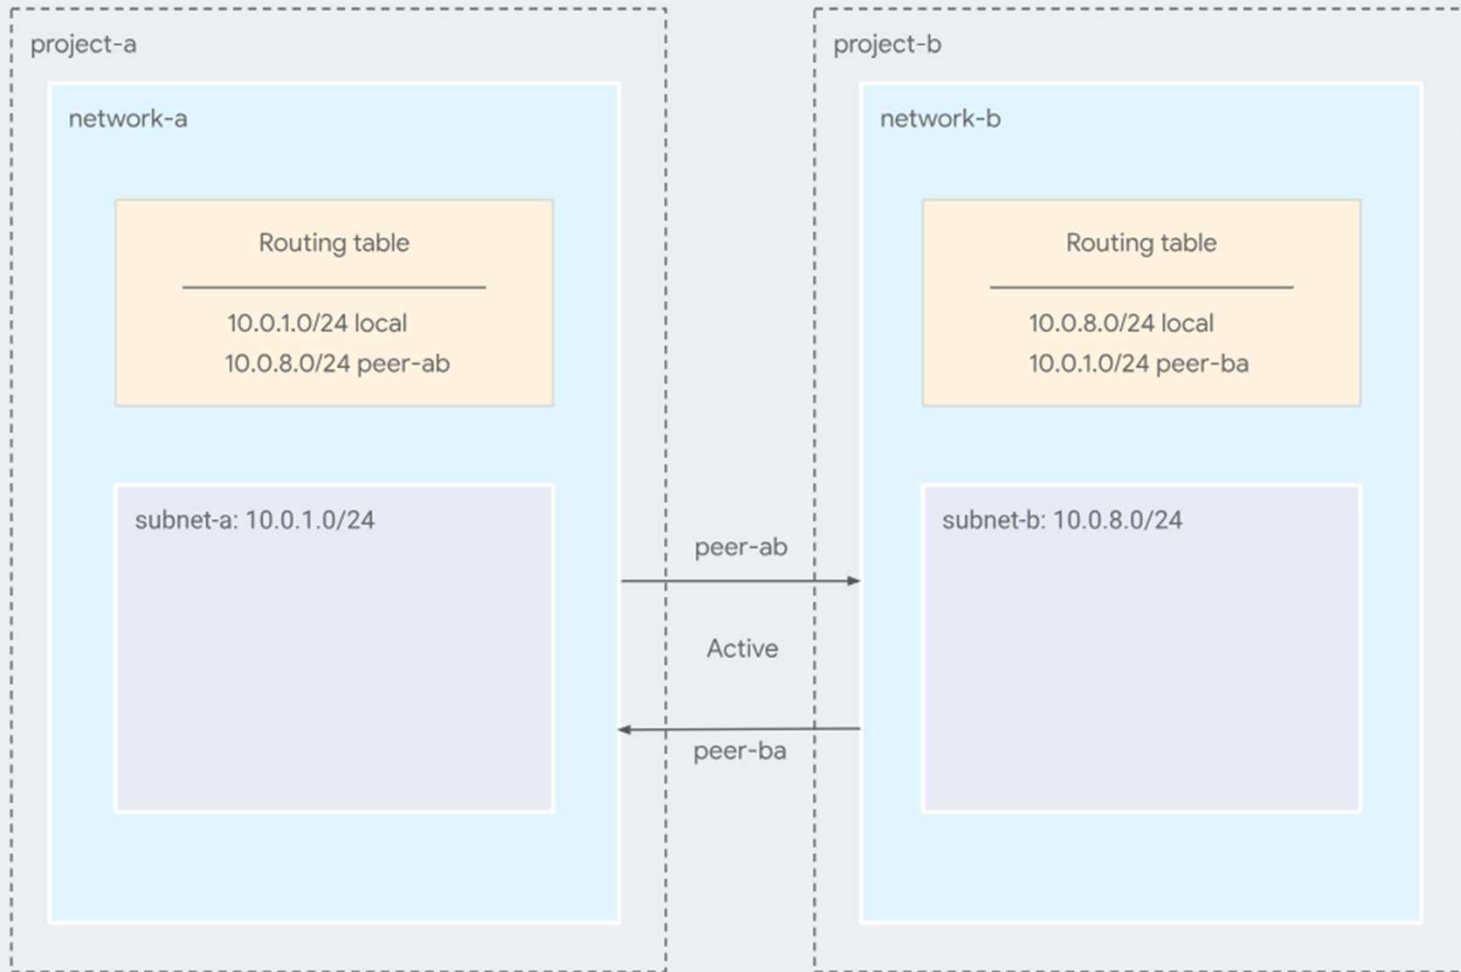 project-a
network-a
Routing table
10.0.1.0/24 local
10.0.8.0/24 peer-ab
subnet-a: 10.0.1.0/24
peer-ab
Active
peer-ba
project-b
network-b
Routing table
10.0.8.0/24 local
10.0.1.0/24 peer-ba
subnet-b: 10.0.8.0/24